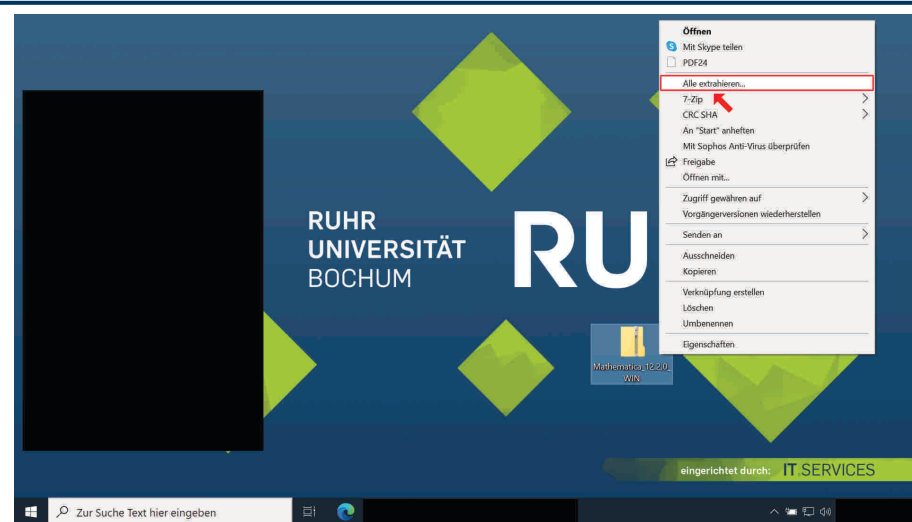 Öffnen
Mit Skype teilen
PDF24
Alle extrahieren...
7-Zip
CRC SHA
An "Start" anheften
Mit Sophos Anti-Virus überprüfen
Freigabe
Öffnen mit...
Zugriff gewähren auf
Vorgängerversionen wiederherstellen
Senden an
Ausschneiden
Kopieren
Verknüpfung erstellen
Löschen
Umbenennen
Eigenschaften
RUHR
UNIVERSITÄT
BOCHUM
RU
Mathematica_12.2.0_
WIN
eingerichtet durch: IT.SERVICES
Zur Suche Text hier eingeben